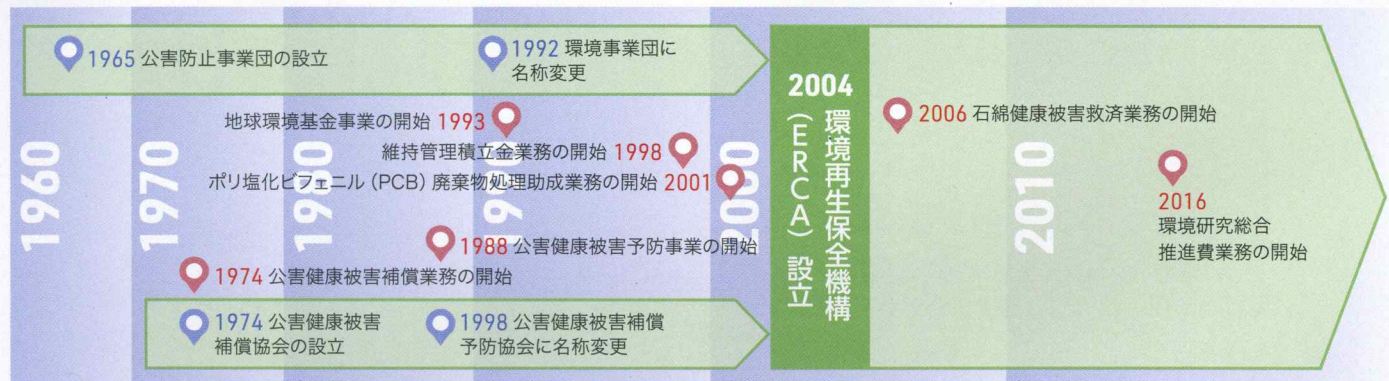 1960
1970
1980
1990
2000
2010
1965 公害防止事業団の設立
1992 環境事業団に
名称変更
地球環境基金事業の開始 1993
維持管理積立金業務の開始 1998
ポリ塩化ビフェニル（PCB）廃棄物処理助成業務の開始 2001
1988 公害健康被害予防事業の開始
1974 公害健康被害補償業務の開始
1974 公害健康被害
補償協会の設立
1998 公害健康被害補償
予防協会に名称変更
2004
環境再生保全機構
（ERCA）設立
2006 石綿健康被害救済業務の開始
2016
環境研究総合
推進費業務の開始